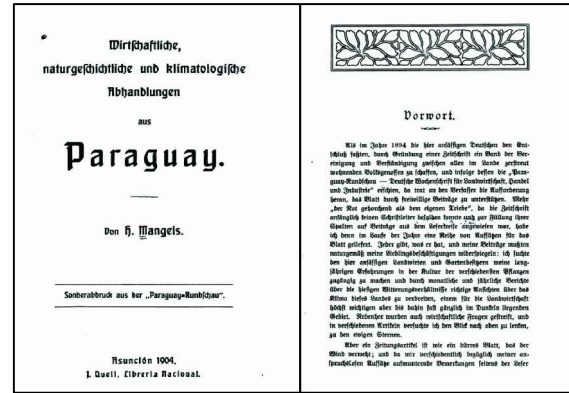 Wirtschaftliche,
naturgeschichtliche und klimatologische
Abhandlungen
aus
Paraguay.
Von H. Mangels.
Sonderabdruck aus der „Paraguay=Rundschau“.
Asunción 1904.
J. Quell, Libreria Nacional.
Vorwort.
Als im Jahre 1894 die hier ansässigen Deutschen den Ent-
schluß faßten, durch Gründung einer Zeitschrift ein Band der Ver-
einigung und Verständigung zwischen allen im Lande zerstreut
wohnenden Volksgenossen zu schaffen, und infolge dessen die „Para-
guay-Rundschau — Deutsche Wochenschrift für Landwirtschaft, Handel
und Industrie“ erschien, da trat an den Verfasser die Aufforderung
heran, das Blatt durch freiwillige Beiträge zu unterstützen. Mehr
„der Not gehorchend als dem eigenen Triebe“, da die Zeitschrift
anfänglich keinen Schriftleiter besolden konnte und zur Füllung ihrer
Spalten auf Beiträge aus dem Leserkreise angewiesen war, habe
ich denn im Laufe der Jahre eine Reihe von Aufsätzen für das
Blatt geliefert. Jeder gibt, was er hat, und meine Beiträge mußten
naturgemäß meine Lieblingsbeschäftigungen widerspiegeln: ich suchte
den hier ansässigen Landwirten und Gartenbesitzern meine lang-
jährigen Erfahrungen in der Kultur der verschiedensten Pflanzen
zugängig zu machen und durch monatliche und jährliche Berichte
über die hiesigen Witterungsverhältnisse richtige Ansichten über das
Klima dieses Landes zu verbreiten, einem für die Landwirtschaft
höchst wichtigen aber bis dahin fast gänzlich im Dunkeln liegenden
Gebiet. Nebenher wurden auch wirtschaftliche Fragen gestreift, und
in verschiedenen Artikeln versuchte ich den Blick nach oben zu lenken,
zu den ewigen Sternen.
Aber ein Zeitungsartikel ist wie ein dürres Blatt, das der
Wind verweht; und da mir verschiedentlich bezüglich meiner an-
spruchslosen Aufsätze aufmunternde Bemerkungen seitens der Leser